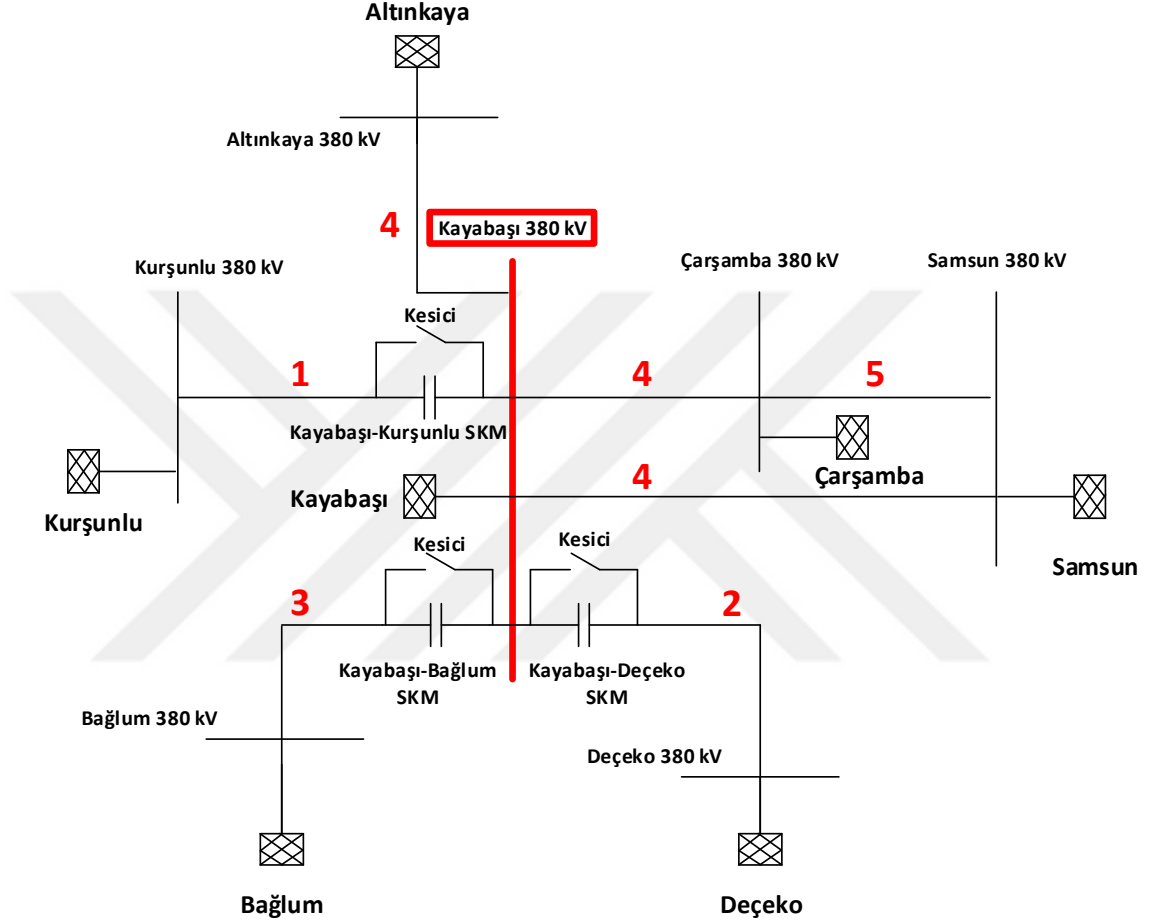 Altınkaya
Altınkaya 380 kV
4
Kayabaşı 380 kV
Kurşunlu 380 kV
Çarşamba 380 kV
Samsun 380 kV
Kesici
1
4
5
Kayabaşı-Kurşunlu SKM
Kurşunlu
Kayabaşı
4
Çarşamba
Samsun
Kesici
Kesici
3
2
Kayabaşı-Bağlum
SKM
Kayabaşı-Deçeko
SKM
Bağlum 380 kV
Deçeko 380 kV
Bağlum
Deçeko